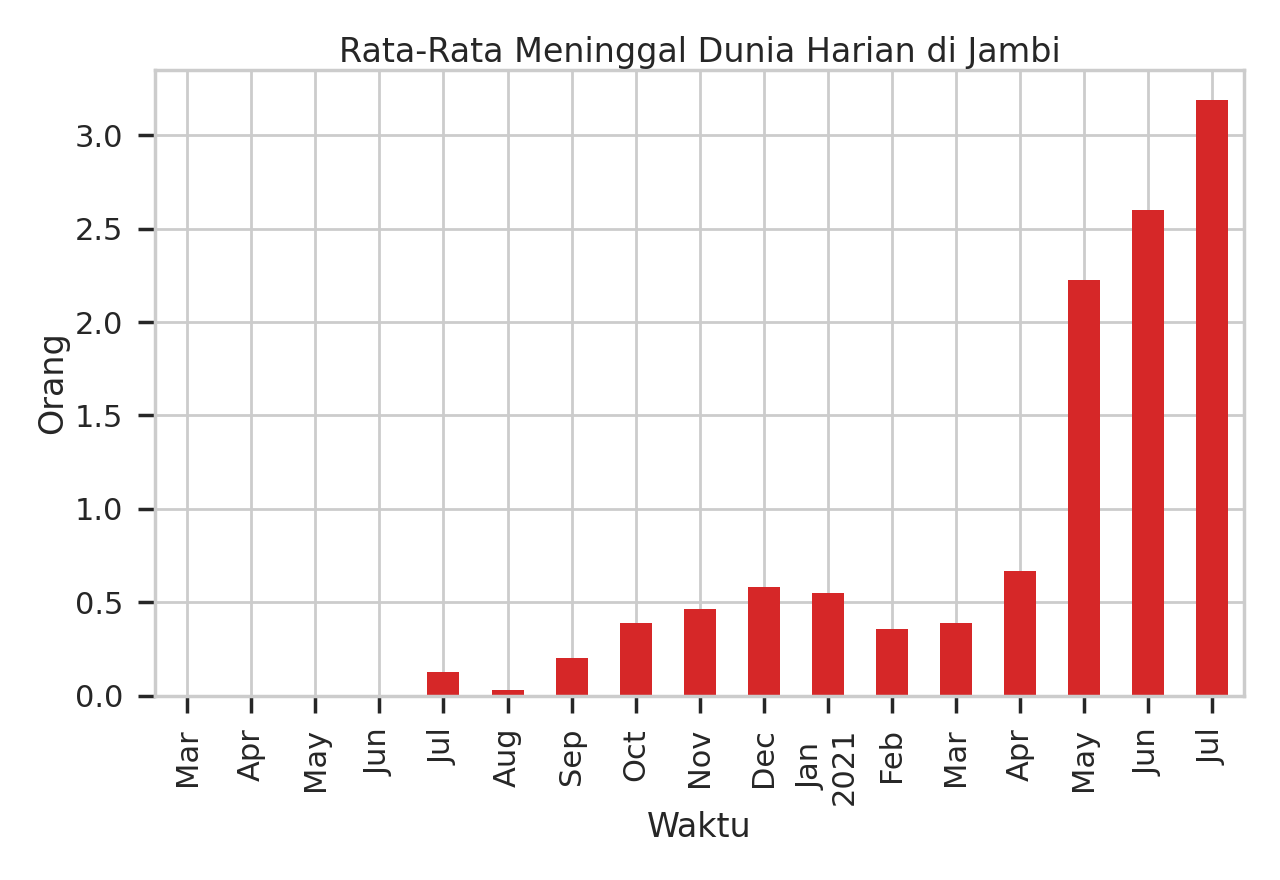 Rata-Rata Meninggal Dunia Harian di Jambi
Orang
3.0
2.5
2.0
1.5
1.0
0.5
0.0
Mar
Apr
May
Jun
Jul
Aug
Sep
Oct
Nov
Dec
Jan
2021
Feb
Mar
Apr
May
Jun
Jul
Waktu